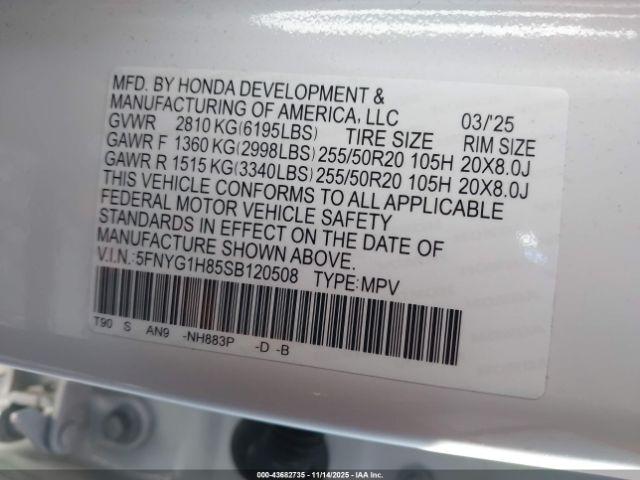 MFD. BY HONDA DEVELOPMENT &
MANUFACTURING OF AMERICA, LLC 03/'25
GVWR 2810 KG(6195LBS) TIRE SIZE RIM SIZE
GAWR F 1360 KG(2998LBS) 255/50R20 105H 20X8.0J
GAWR R 1515 KG(3340LBS) 255/50R20 105H 20X8.0J
THIS VEHICLE CONFORMS TO ALL APPLICABLE
FEDERAL MOTOR VEHICLE SAFETY
STANDARDS IN EFFECT ON THE DATE OF
MANUFACTURE SHOWN ABOVE.
V.I.N.:5FNYG1H85SB120508 TYPE:MPV
T90 S AN9 -NH883P -D -B
000-43682735 - 11/14/2025 - IAA Inc.